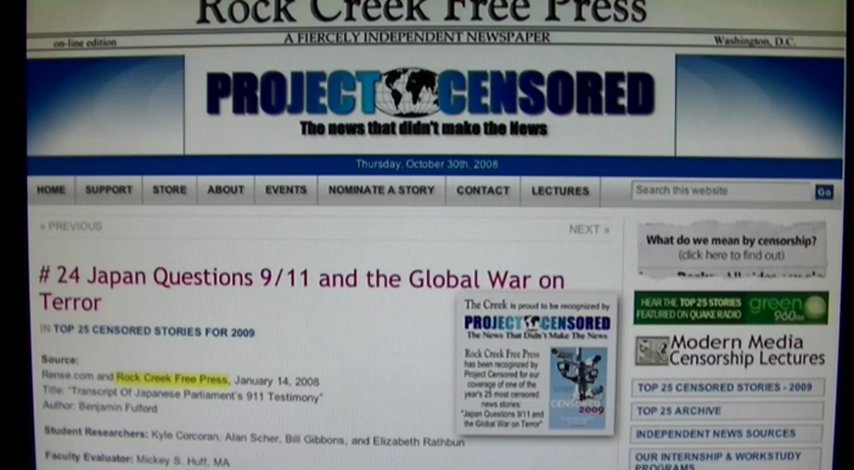 Rock Creek Free Press
on-line edition
A FIERCELY INDEPENDENT NEWSPAPER
Washington, D.C.
PROJECT CENSORED
The news that didn't make the News
Thursday, October 30th, 2008
HOME SUPPORT STORE ABOUT EVENTS NOMINATE A STORY CONTACT LECTURES
Search this website Go
« PREVIOUS
NEXT »
# 24 Japan Questions 9/11 and the Global War on
Terror
IN TOP 25 CENSORED STORIES FOR 2009
Source:
Rense.com and Rock Creek Free Press, January 14, 2008
Title: "Transcript Of Japanese Parliament's 911 Testimony"
Author: Benjamin Fulford
Student Researchers: Kyle Corcoran, Alan Scher, Bill Gibbons, and Elizabeth Rathbun
Faculty Evaluator: Mickey S. Huff, MA
The Creek is proud to be recognized by
PROJECT CENSORED
The News That Didn't Make The News
Rock Creek Free Press
has been recognized by
Project Censored for our
coverage of one of the
year's 25 most censored
news stories:
"Japan Questions 9/11 and
the Global War on Terror"
CENSORED
2009
What do we mean by censorship?
(click here to find out)
HEAR THE TOP 25 STORIES
FEATURED ON QUAKE RADIO
green
960
Modern Media
Censorship Lectures
TOP 25 CENSORED STORIES - 2009
TOP 25 ARCHIVE
INDEPENDENT NEWS SOURCES
OUR INTERNSHIP & WORKSTUDY
PROGRAMS